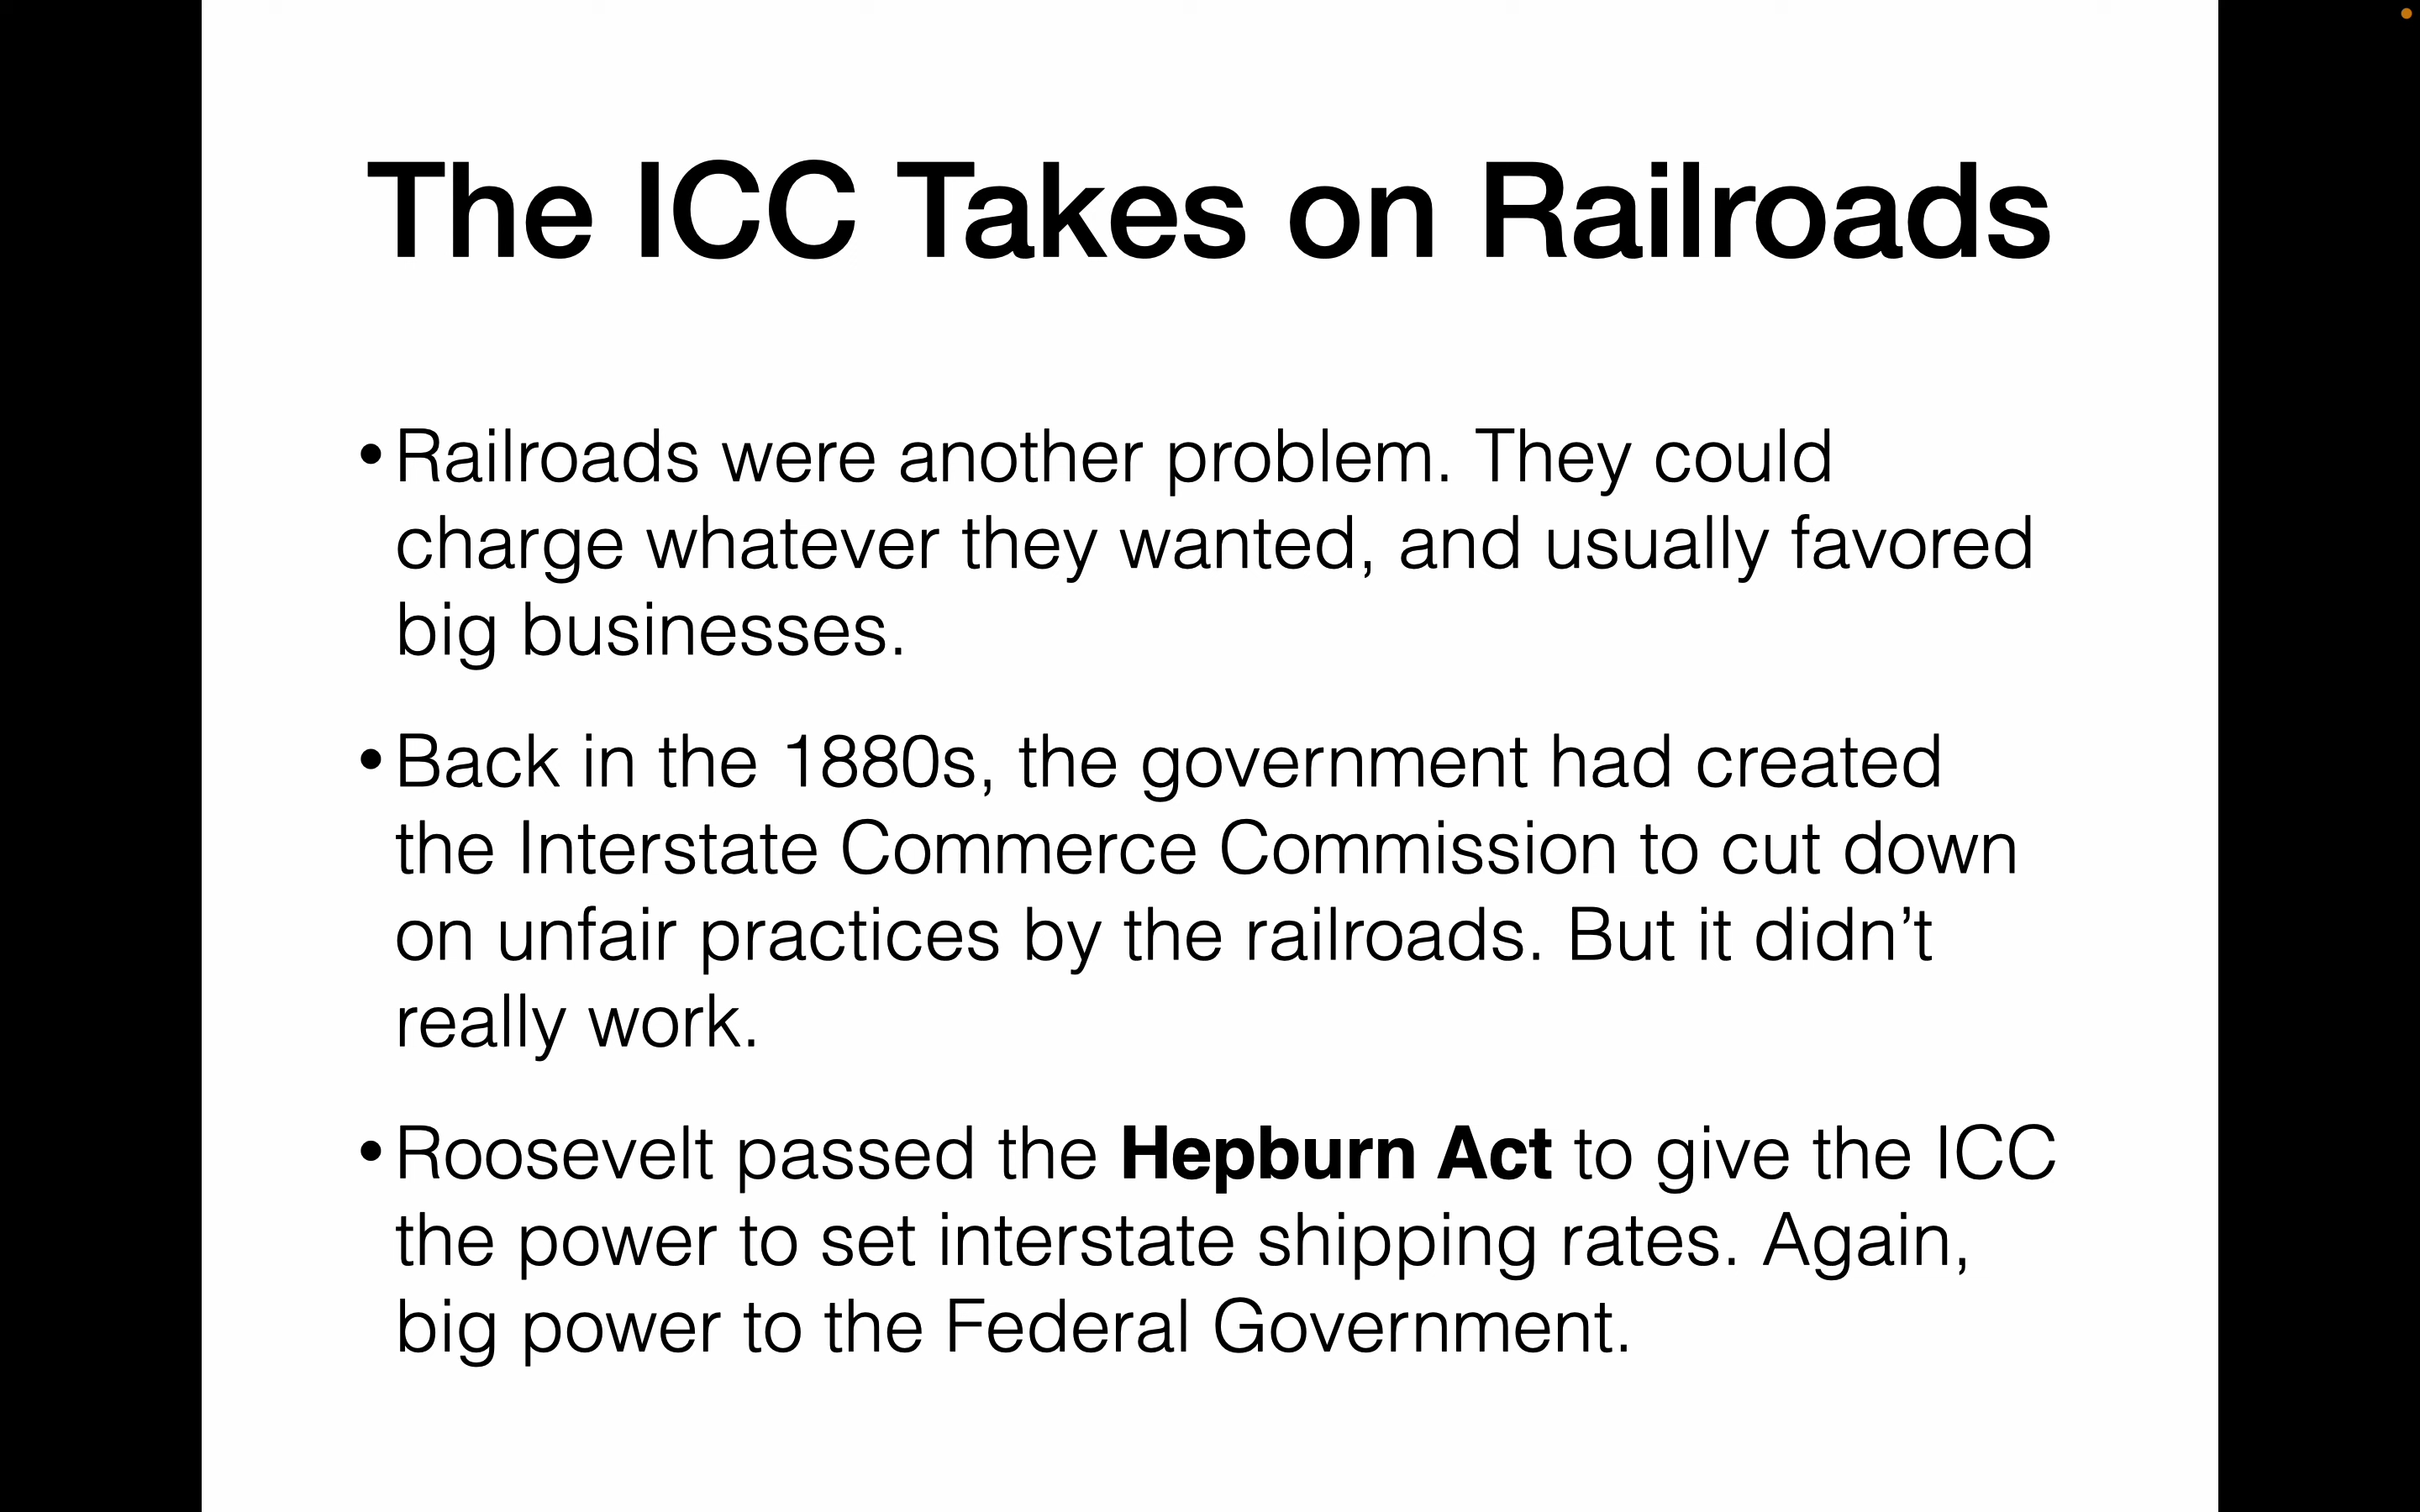 The ICC Takes on Railroads
• Railroads were another problem. They could
charge whatever they wanted, and usually favored
big businesses.
• Back in the 1880s, the government had created
the Interstate Commerce Commission to cut down
on unfair practices by the railroads. But it didn’t
really work.
• Roosevelt passed the Hepburn Act to give the ICC
the power to set interstate shipping rates. Again,
big power to the Federal Government.